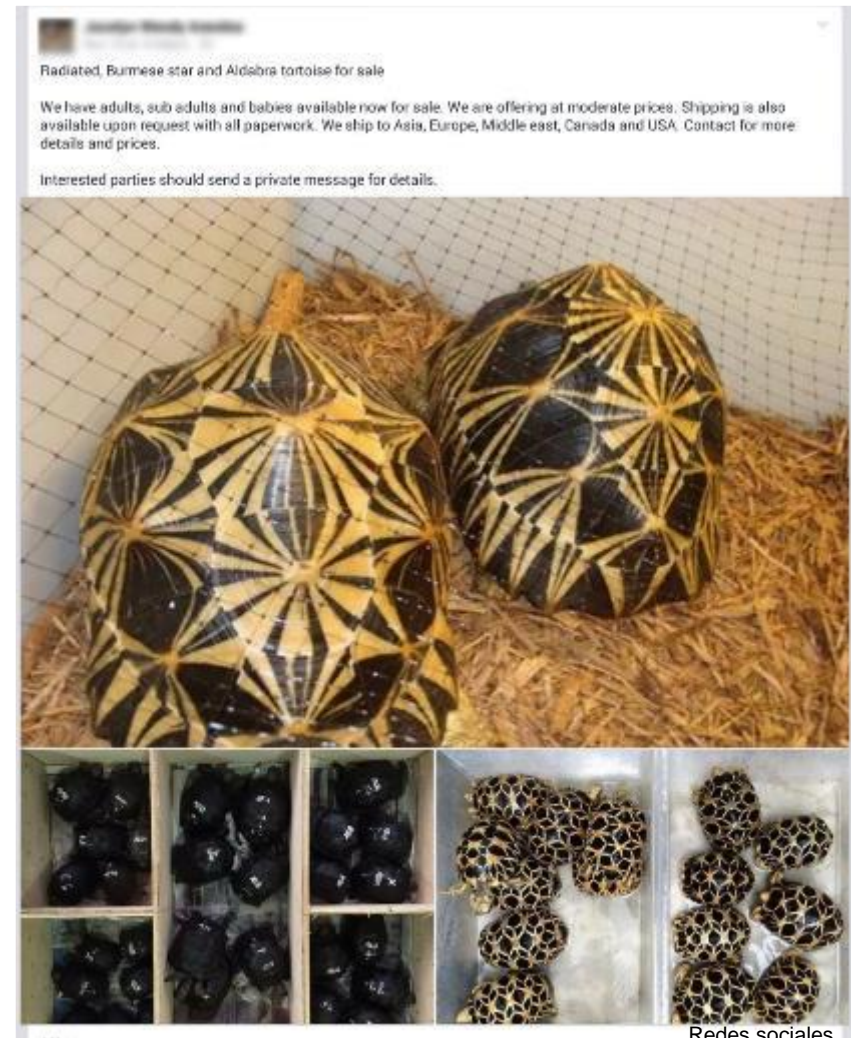 Radiated, Burmese star and Aldabra tortoise for sale
We have adults, sub adults and babies available now for sale. We are offering at moderate prices. Shipping is also
available upon request with all paperwork. We ship to Asia, Europe, Middle east, Canada and USA. Contact for more
details and prices.
Interested parties should send a private message for details.
Redes sociales